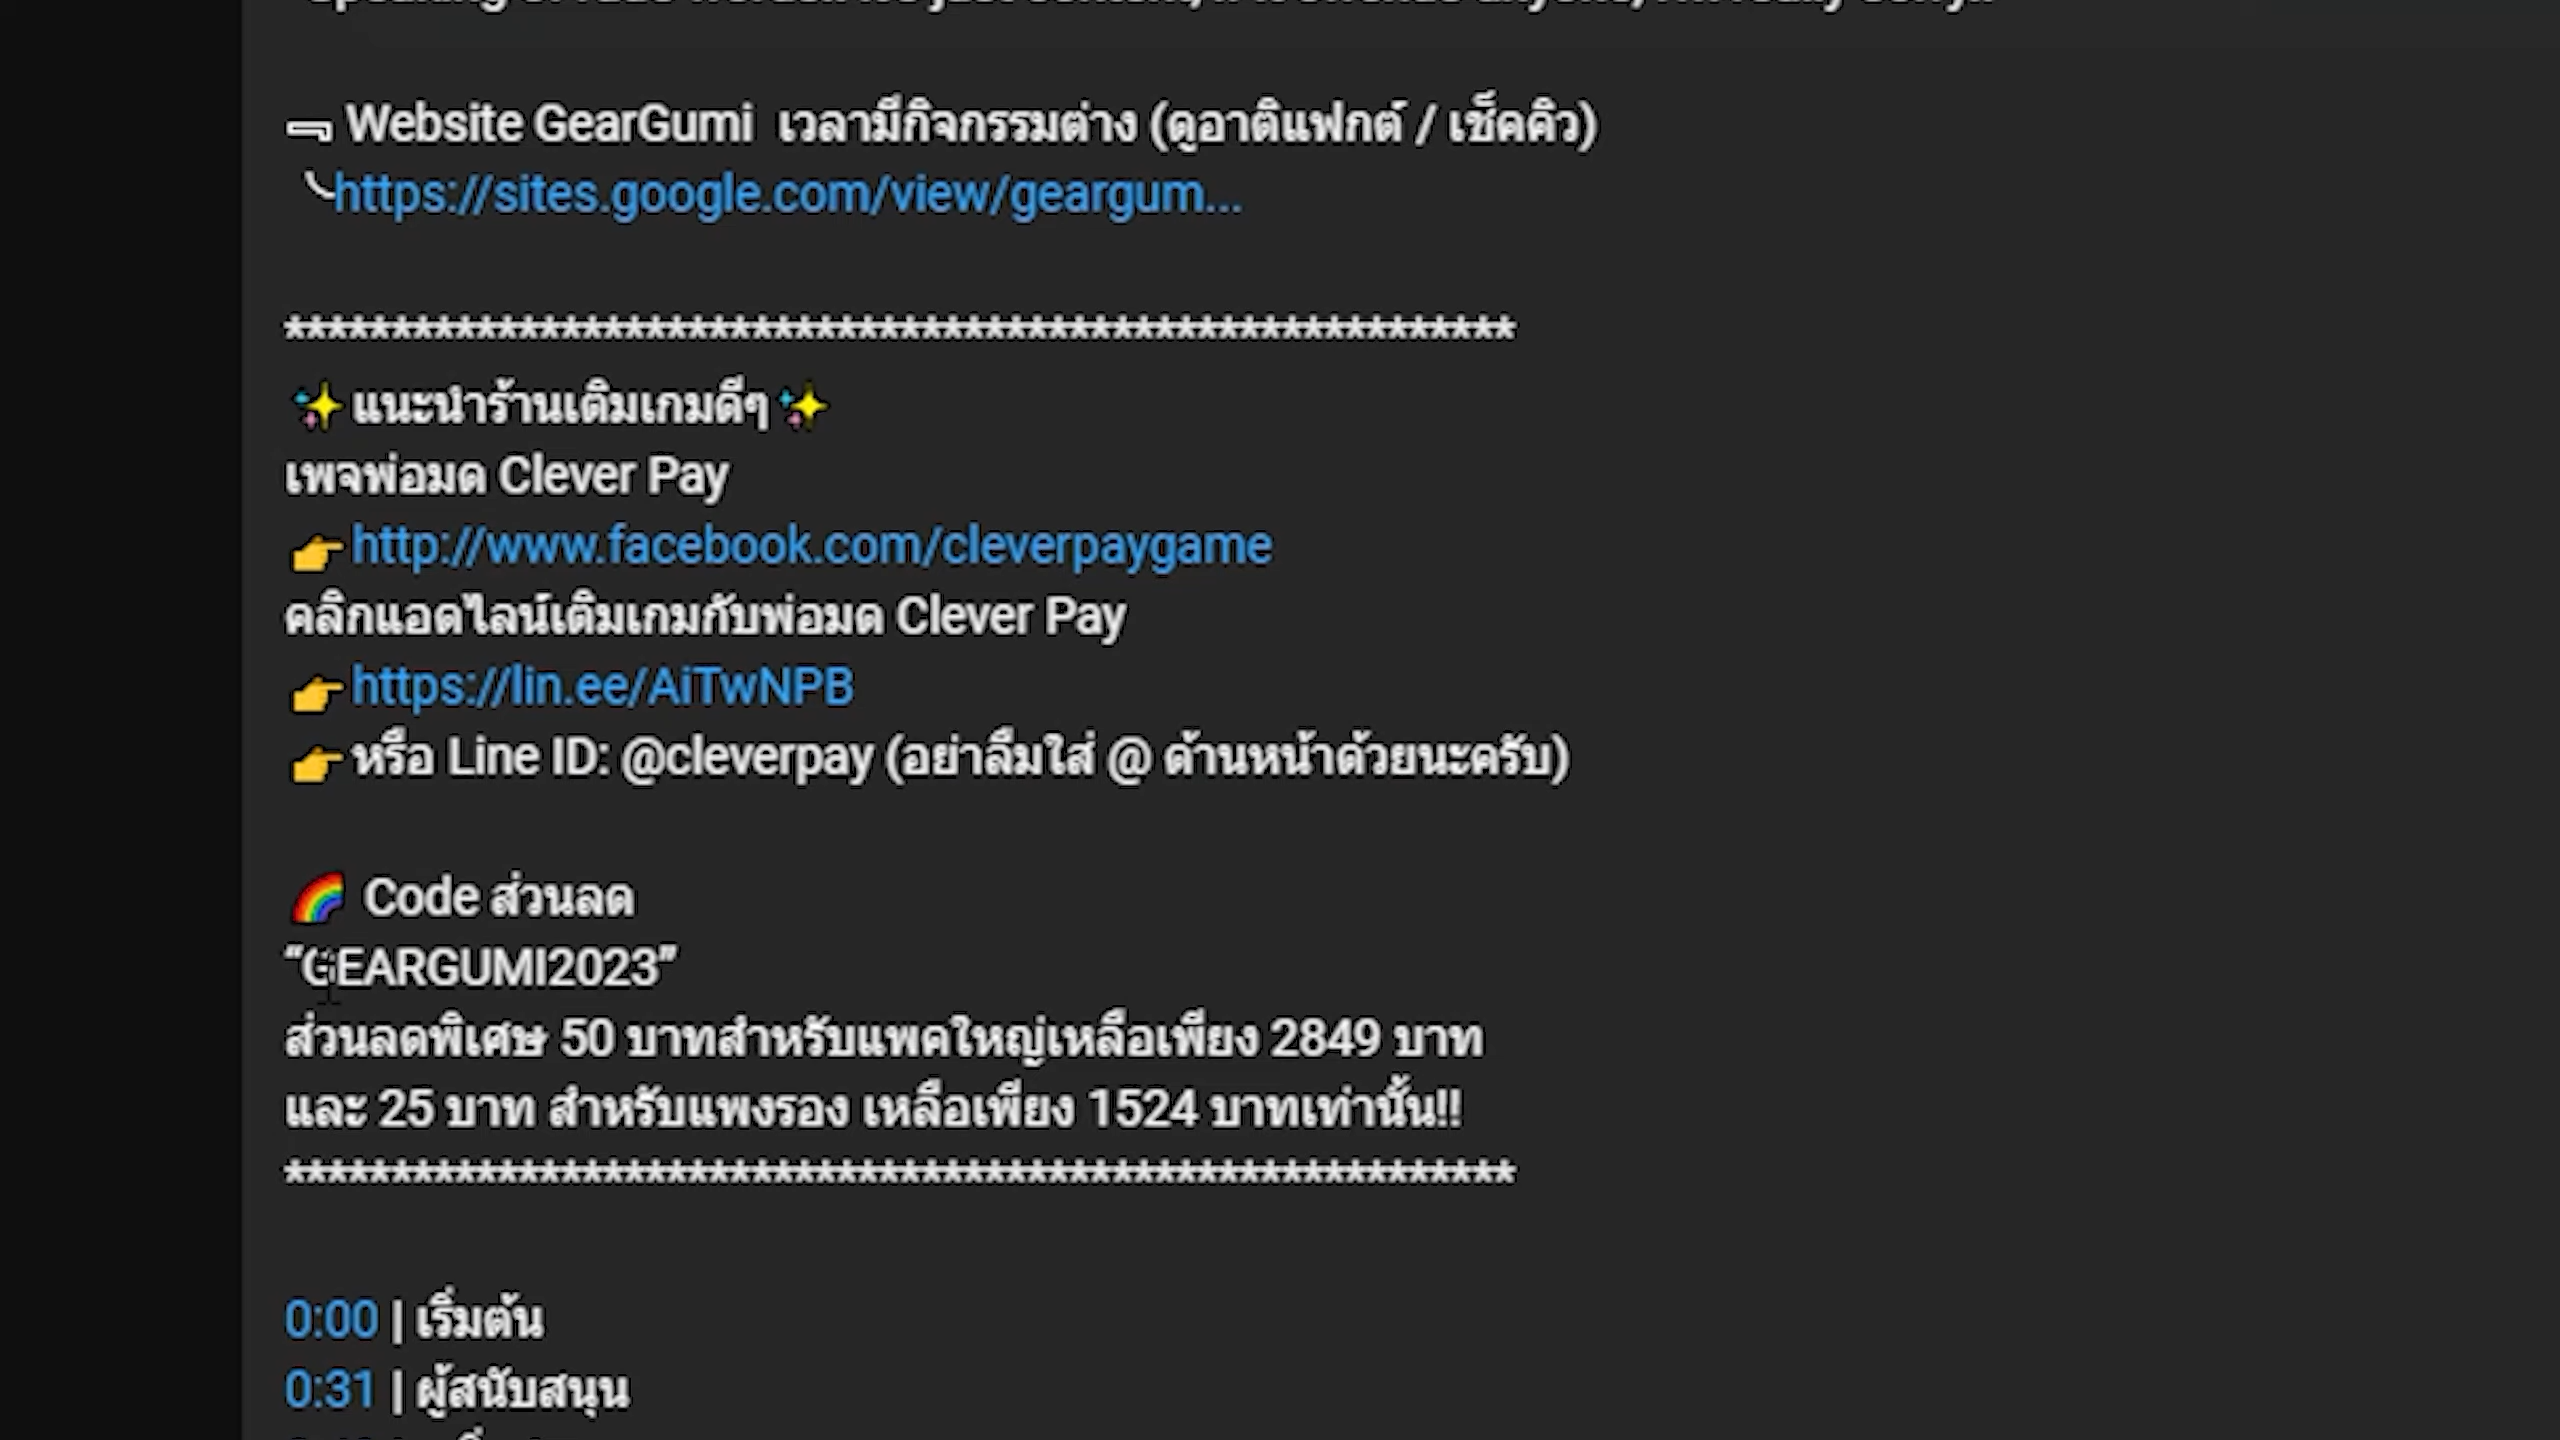 Website GearGumi เวลามีกิจกรรมต่าง (ดูอาติแฟกต์ / เช็คคิว)
╰https://sites.google.com/view/geargum...
**********************************************************
✨แนะนำร้านเติมเกมดีๆ✨
เพจพ่อมด Clever Pay
👉http://www.facebook.com/cleverpaygame
คลิกแอดไลน์เติมเกมกับพ่อมด Clever Pay
👉https://lin.ee/AiTwNPB
👉หรือ Line ID: @cleverpay (อย่าลืมใส่ @ ด้านหน้าด้วยนะครับ)
🌈 Code ส่วนลด
“GEARGUMI2023”
ส่วนลดพิเศษ 50 บาทสำหรับแพคใหญ่เหลือเพียง 2849 บาท
และ 25 บาท สำหรับแพงรอง เหลือเพียง 1524 บาทเท่านั้น!!
**********************************************************
0:00 | เริ่มต้น
0:31 | ผู้สนับสนุน